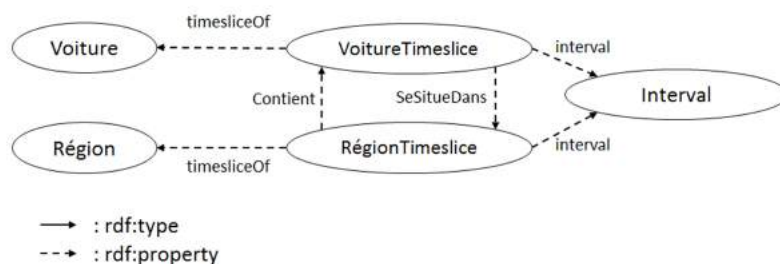 timesliceOf
Voiture
VoitureTimeslice
interval
Contient
SeSitueDans
Interval
Région
RégionTimeslice
timesliceOf
interval
: rdf:type
: rdf:property